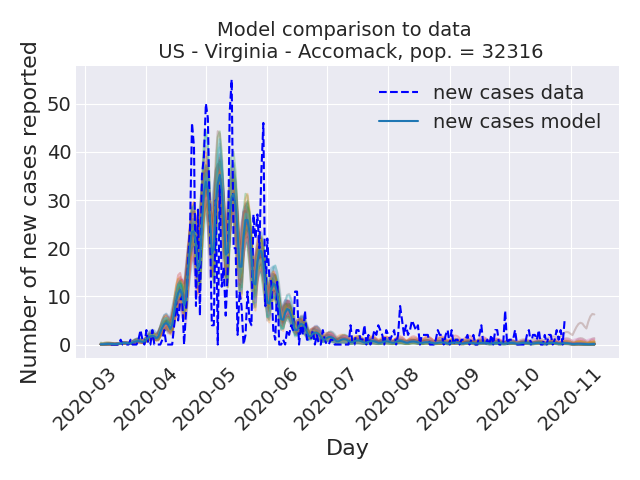 Model comparison to data
US - Virginia - Accomack, pop. = 32316
Number of new cases reported
50
40
30
20
10
0
new cases data
new cases model
2020-03
2020-04
2020-05
2020-06
2020-07
2020-08
2020-09
2020-10
2020-11
Day